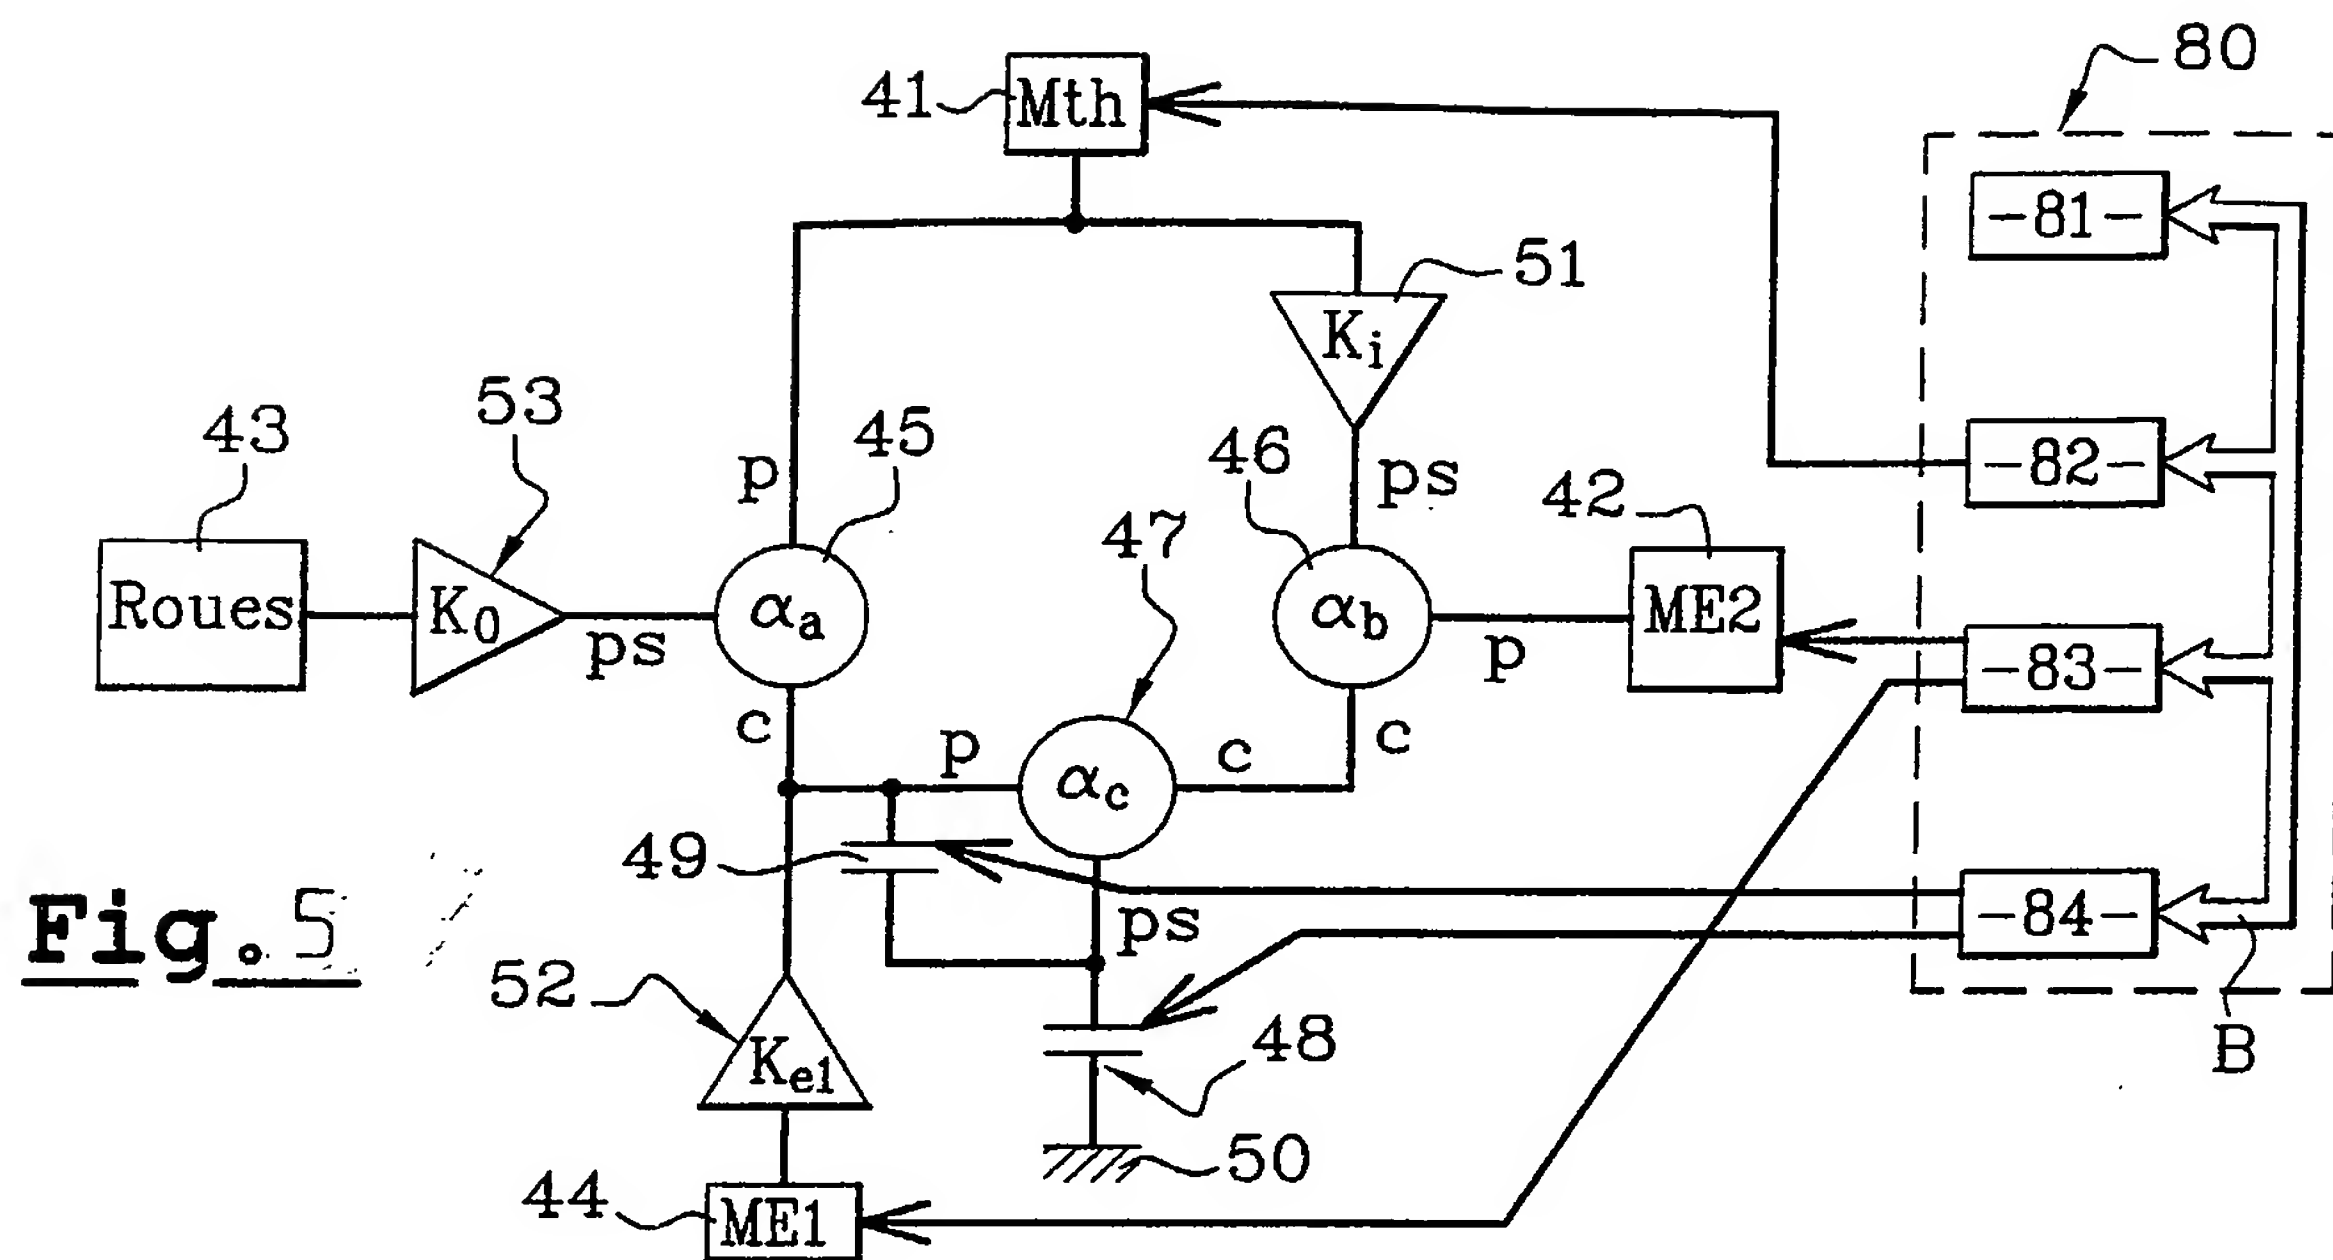 80
41
Mth
-81-
51
Ki
53
43
45
46
-82-
p
ps
42
47
Roues
K0
αa
αb
ME2
ps
p
-83-
c
p
c
c
αc
49
-84-
ps
Fig. 5
52
Ke1
48
B
50
44
ME1